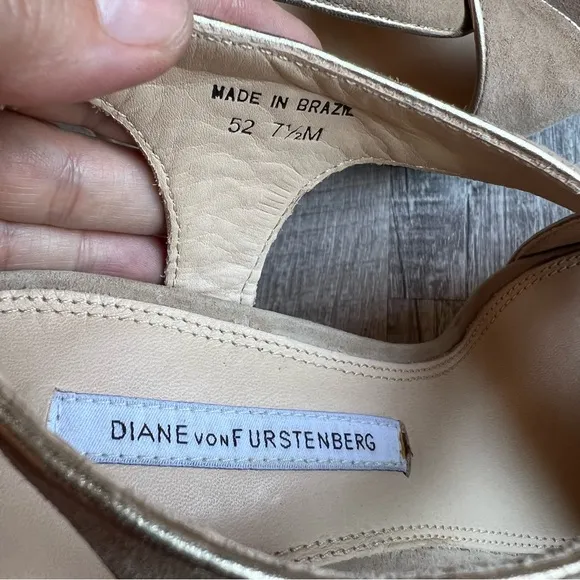 MADE IN BRAZIL
52 7½M
DIANE VON FURSTENBERG